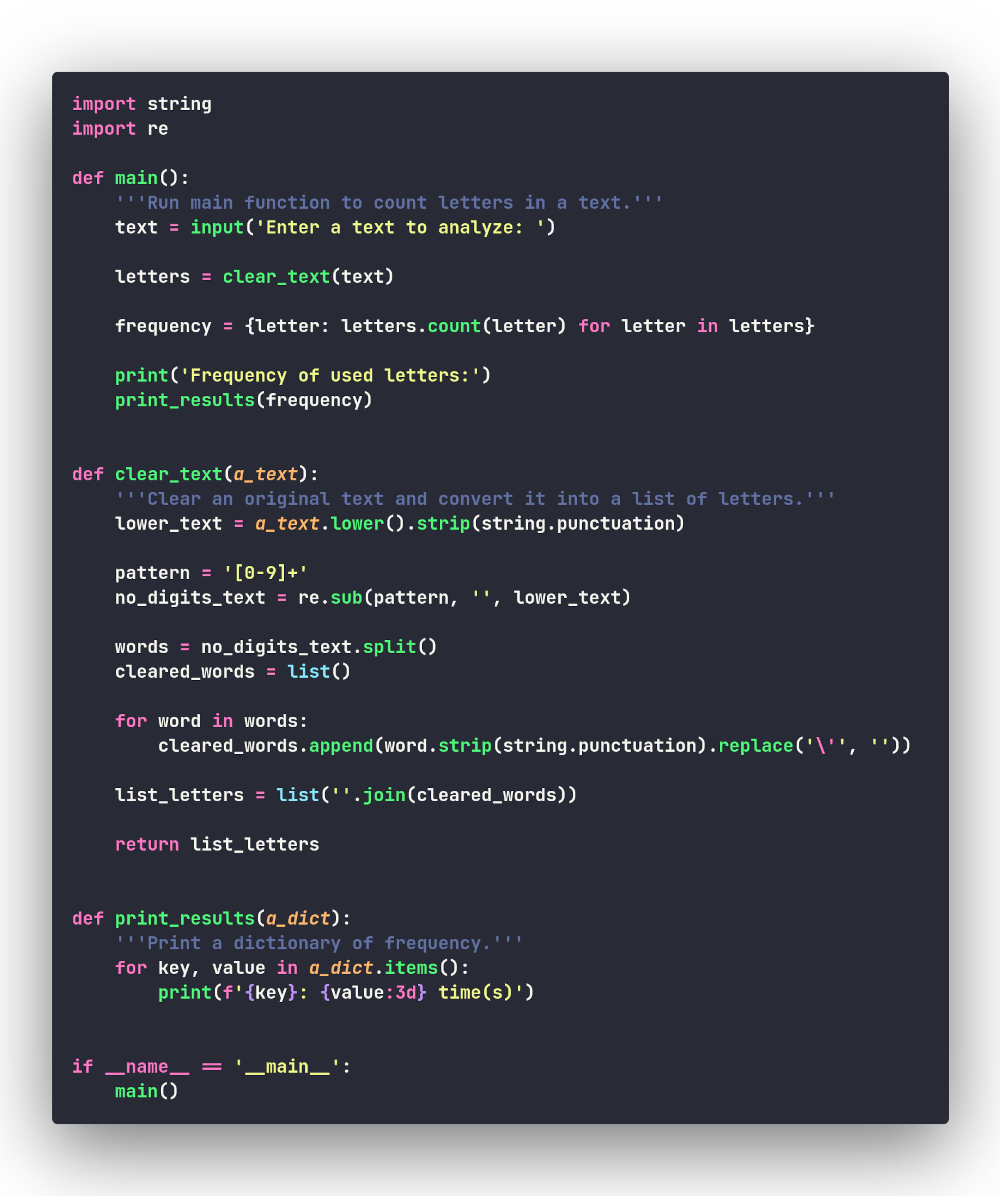 import string
import re

def main():
    '''Run main function to count letters in a text.'''
    text = input('Enter a text to analyze: ')

    letters = clear_text(text)

    frequency = {letter: letters.count(letter) for letter in letters}

    print('Frequency of used letters:')
    print_results(frequency)


def clear_text(a_text):
    '''Clear an original text and convert it into a list of letters.'''
    lower_text = a_text.lower().strip(string.punctuation)

    pattern = '[0-9]+'
    no_digits_text = re.sub(pattern, '', lower_text)

    words = no_digits_text.split()
    cleared_words = list()

    for word in words:
        cleared_words.append(word.strip(string.punctuation).replace('\'', ''))

    list_letters = list(''.join(cleared_words))

    return list_letters


def print_results(a_dict):
    '''Print a dictionary of frequency.'''
    for key, value in a_dict.items():
        print(f'{key}: {value:3d} time(s)')


if __name__ == '__main__':
    main()